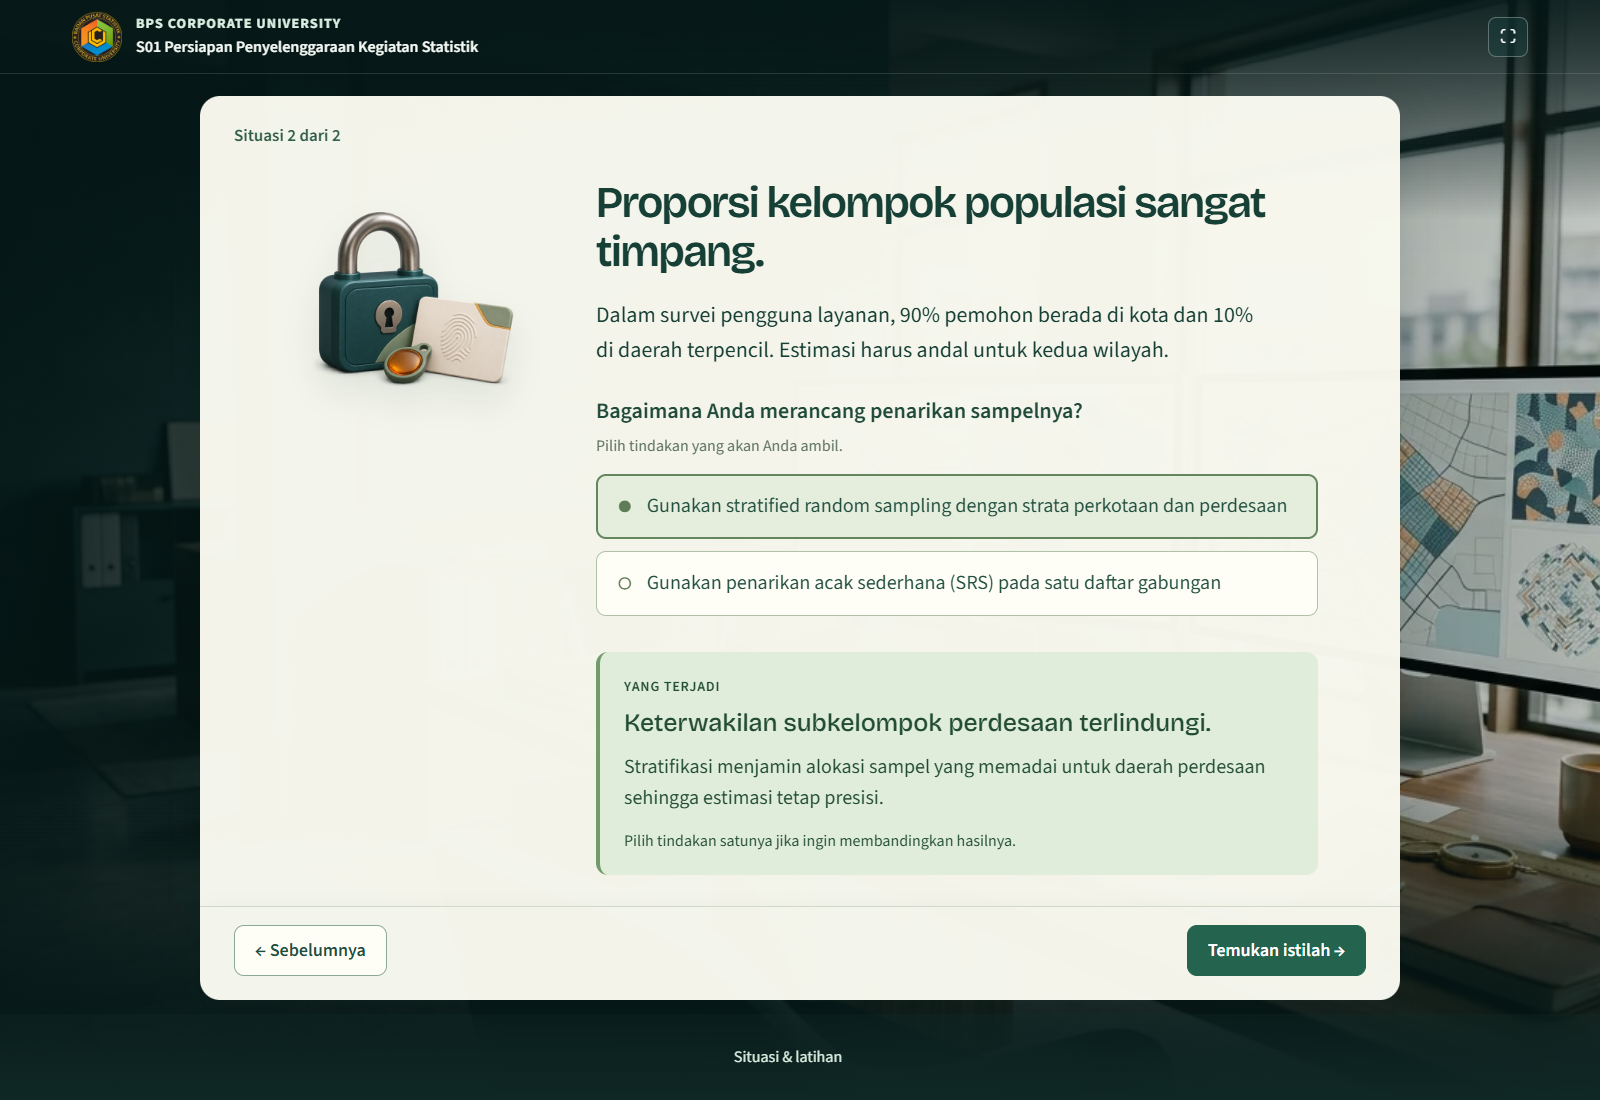 BPS CORPORATE UNIVERSITY
S01 Persiapan Penyelenggaraan Kegiatan Statistik
Situasi 2 dari 2
Proporsi kelompok populasi sangat
timpang.
Dalam survei pengguna layanan, 90% pemohon berada di kota dan 10%
di daerah terpencil. Estimasi harus andal untuk kedua wilayah.
Bagaimana Anda merancang penarikan sampelnya?
Pilih tindakan yang akan Anda ambil.
Gunakan stratified random sampling dengan strata perkotaan dan perdesaan
Gunakan penarikan acak sederhana (SRS) pada satu daftar gabungan
YANG TERJADI
Keterwakilan subkelompok perdesaan terlindungi.
Stratifikasi menjamin alokasi sampel yang memadai untuk daerah perdesaan
sehingga estimasi tetap presisi.
Pilih tindakan satunya jika ingin membandingkan hasilnya.
← Sebelumnya
Temukan istilah →
Situasi & latihan